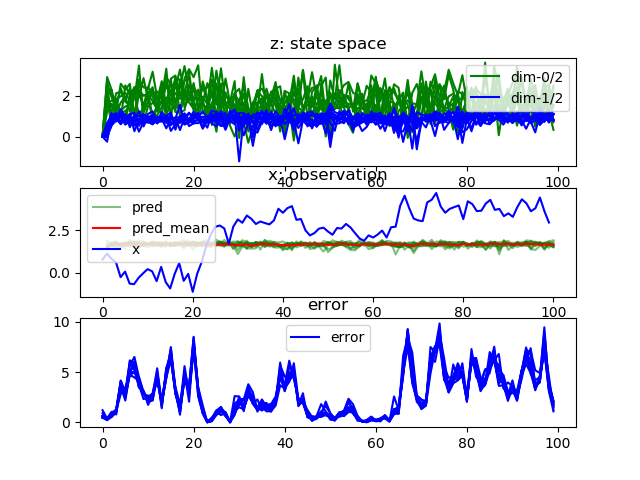 z: state space
dim-0/2
dim-1/2
2
0
0 20 40 60 80 100
x: observation
pred
pred_mean
x
2.5
0.0
0 20 40 60 80 100
error
error
10
5
0
0 20 40 60 80 100